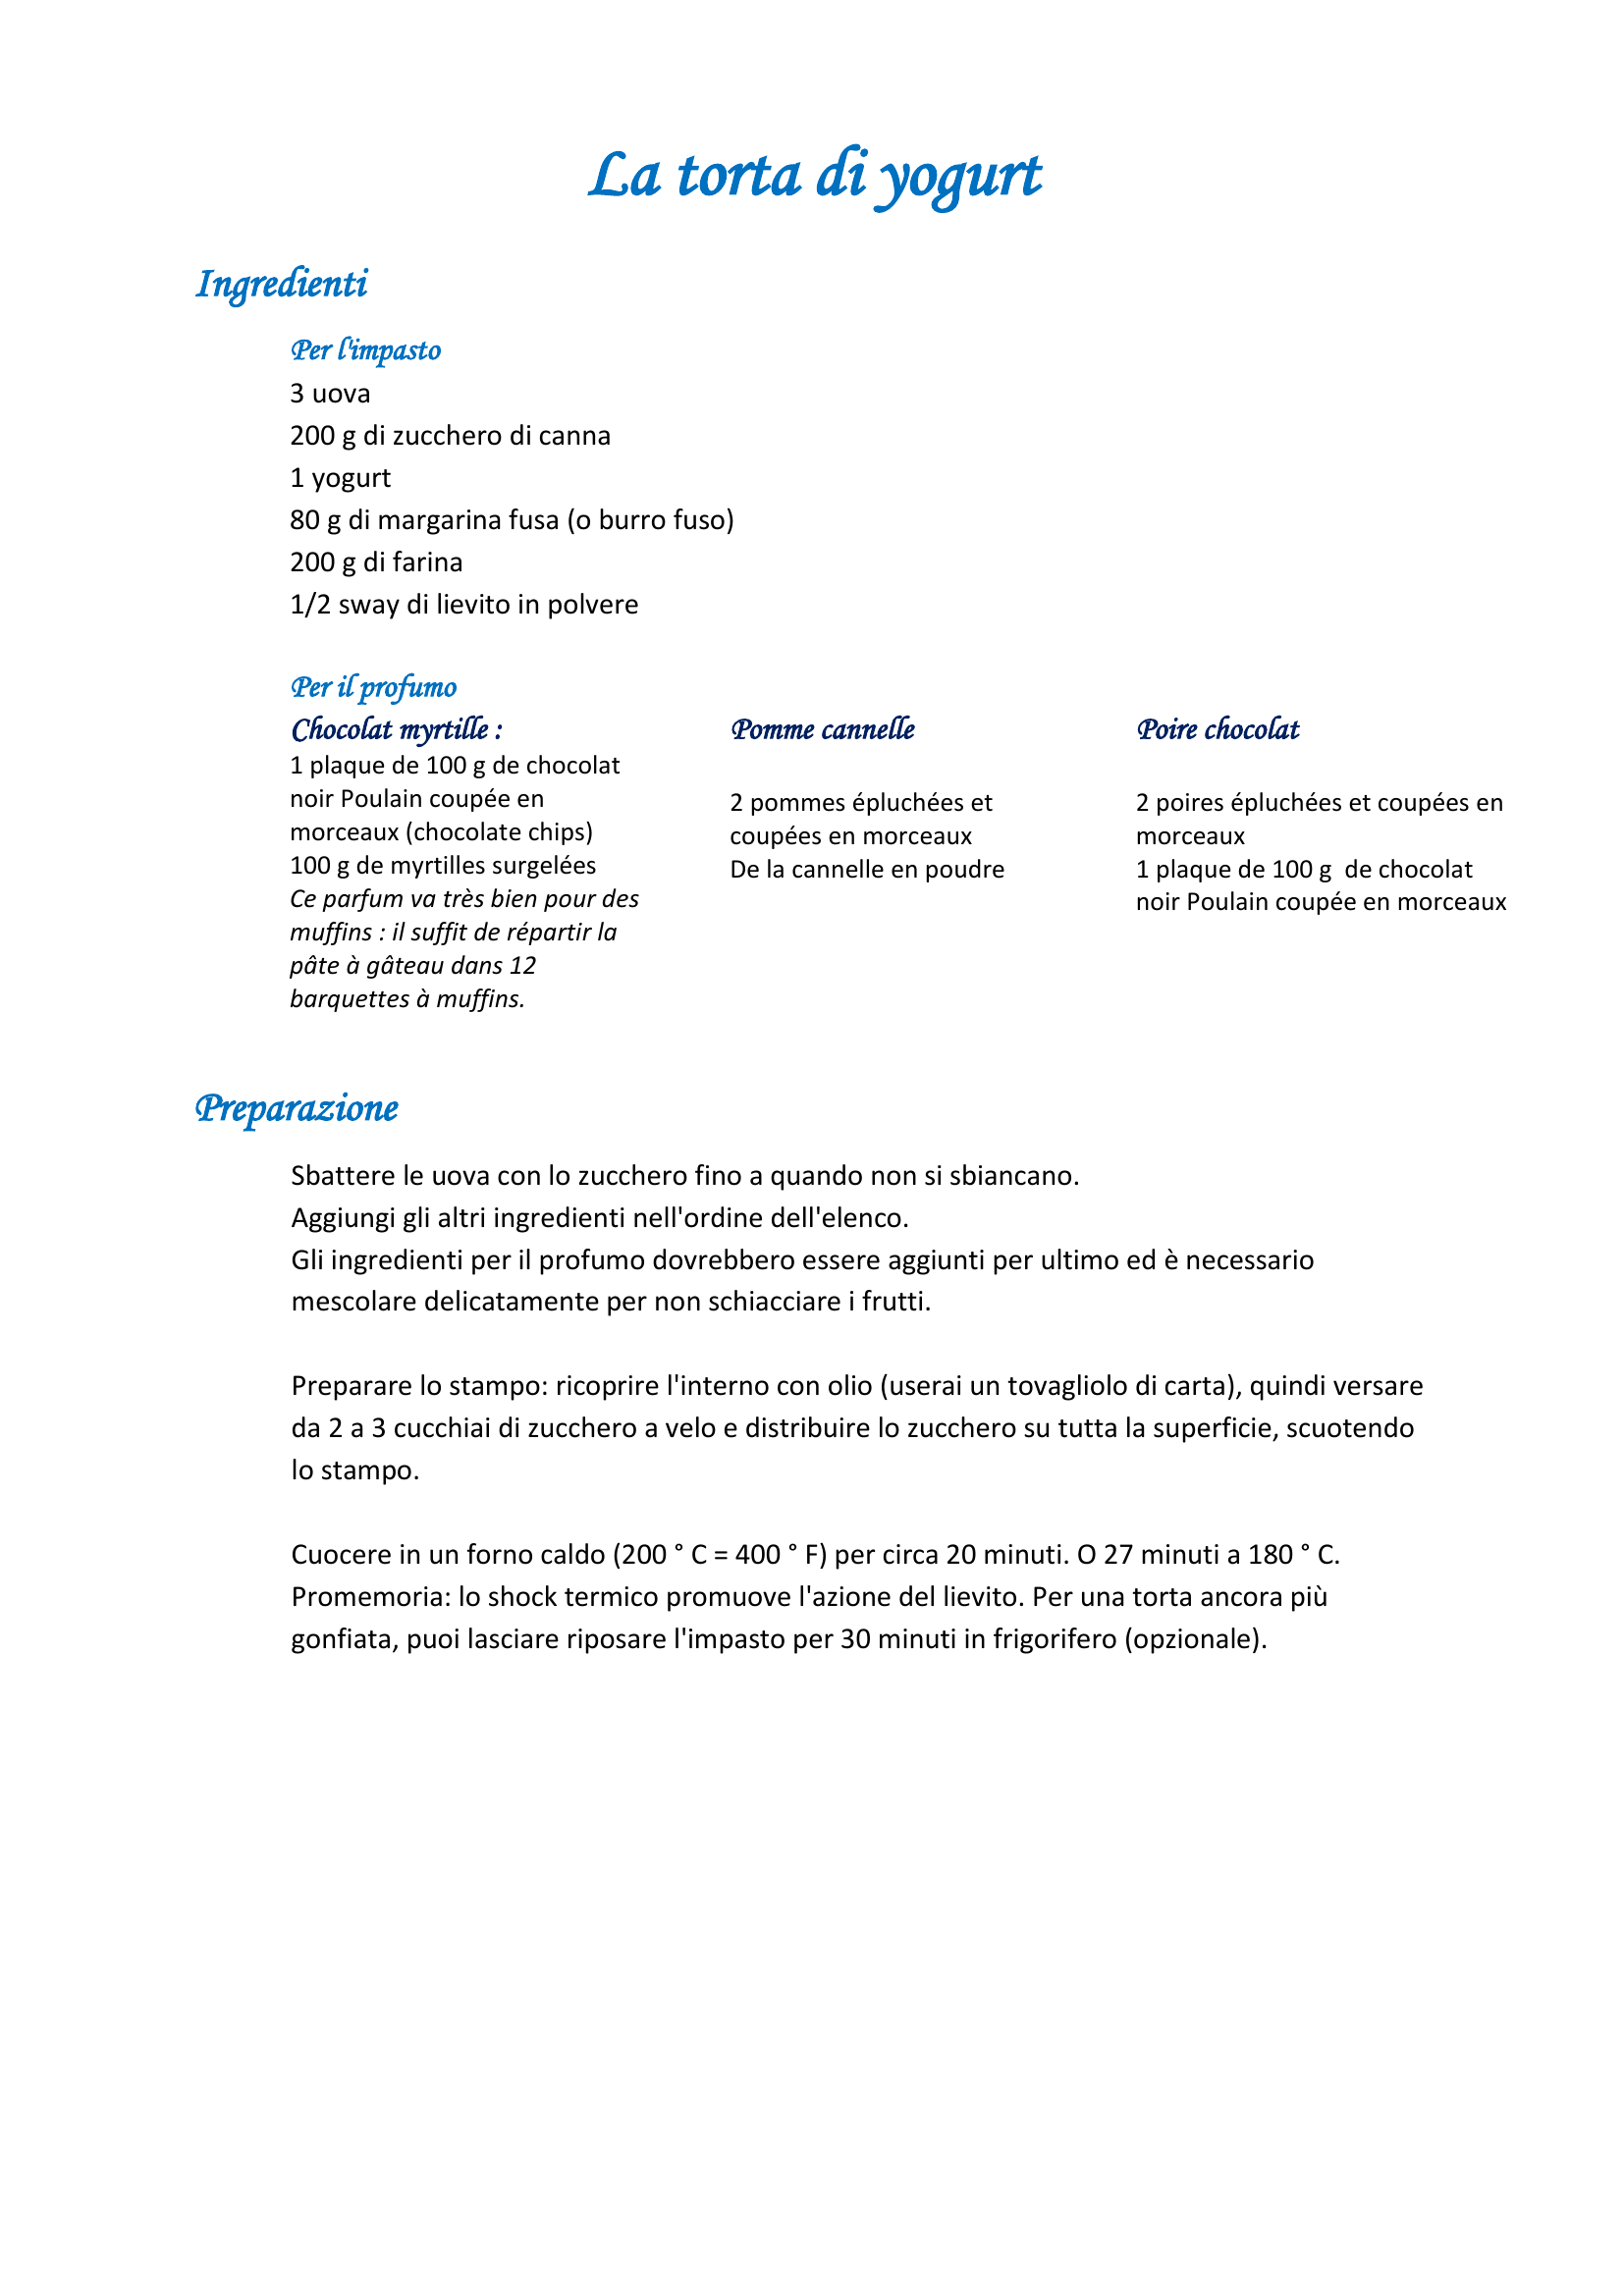 La torta di yogurt
Ingredienti
Per l'impasto
3 uova
200 g di zucchero di canna
1 yogurt
80 g di margarina fusa (o burro fuso)
200 g di farina
1/2 sway di lievito in polvere
Per il profumo
Chocolat myrtille :
1 plaque de 100 g de chocolat
noir Poulain coupée en
morceaux (chocolate chips)
100 g de myrtilles surgelées
Ce parfum va très bien pour des
muffins : il suffit de répartir la
pâte à gâteau dans 12
barquettes à muffins.
Pomme cannelle
2 pommes épluchées et
coupées en morceaux
De la cannelle en poudre
Poire chocolat
2 poires épluchées et coupées en
morceaux
1 plaque de 100 g  de chocolat
noir Poulain coupée en morceaux
Preparazione
Sbattere le uova con lo zucchero fino a quando non si sbiancano.
Aggiungi gli altri ingredienti nell'ordine dell'elenco.
Gli ingredienti per il profumo dovrebbero essere aggiunti per ultimo ed è necessario
mescolare delicatamente per non schiacciare i frutti.
Preparare lo stampo: ricoprire l'interno con olio (userai un tovagliolo di carta), quindi versare
da 2 a 3 cucchiai di zucchero a velo e distribuire lo zucchero su tutta la superficie, scuotendo
lo stampo.
Cuocere in un forno caldo (200 ° C = 400 ° F) per circa 20 minuti. O 27 minuti a 180 ° C.
Promemoria: lo shock termico promuove l'azione del lievito. Per una torta ancora più
gonfiata, puoi lasciare riposare l'impasto per 30 minuti in frigorifero (opzionale).